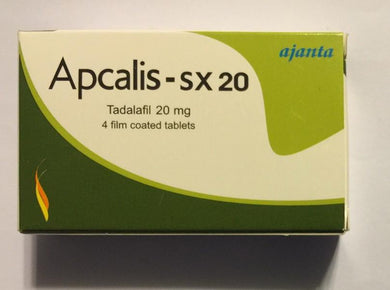 ajanta
Apcalis - SX 20
Tadalafil 20 mg
4 film coated tablets